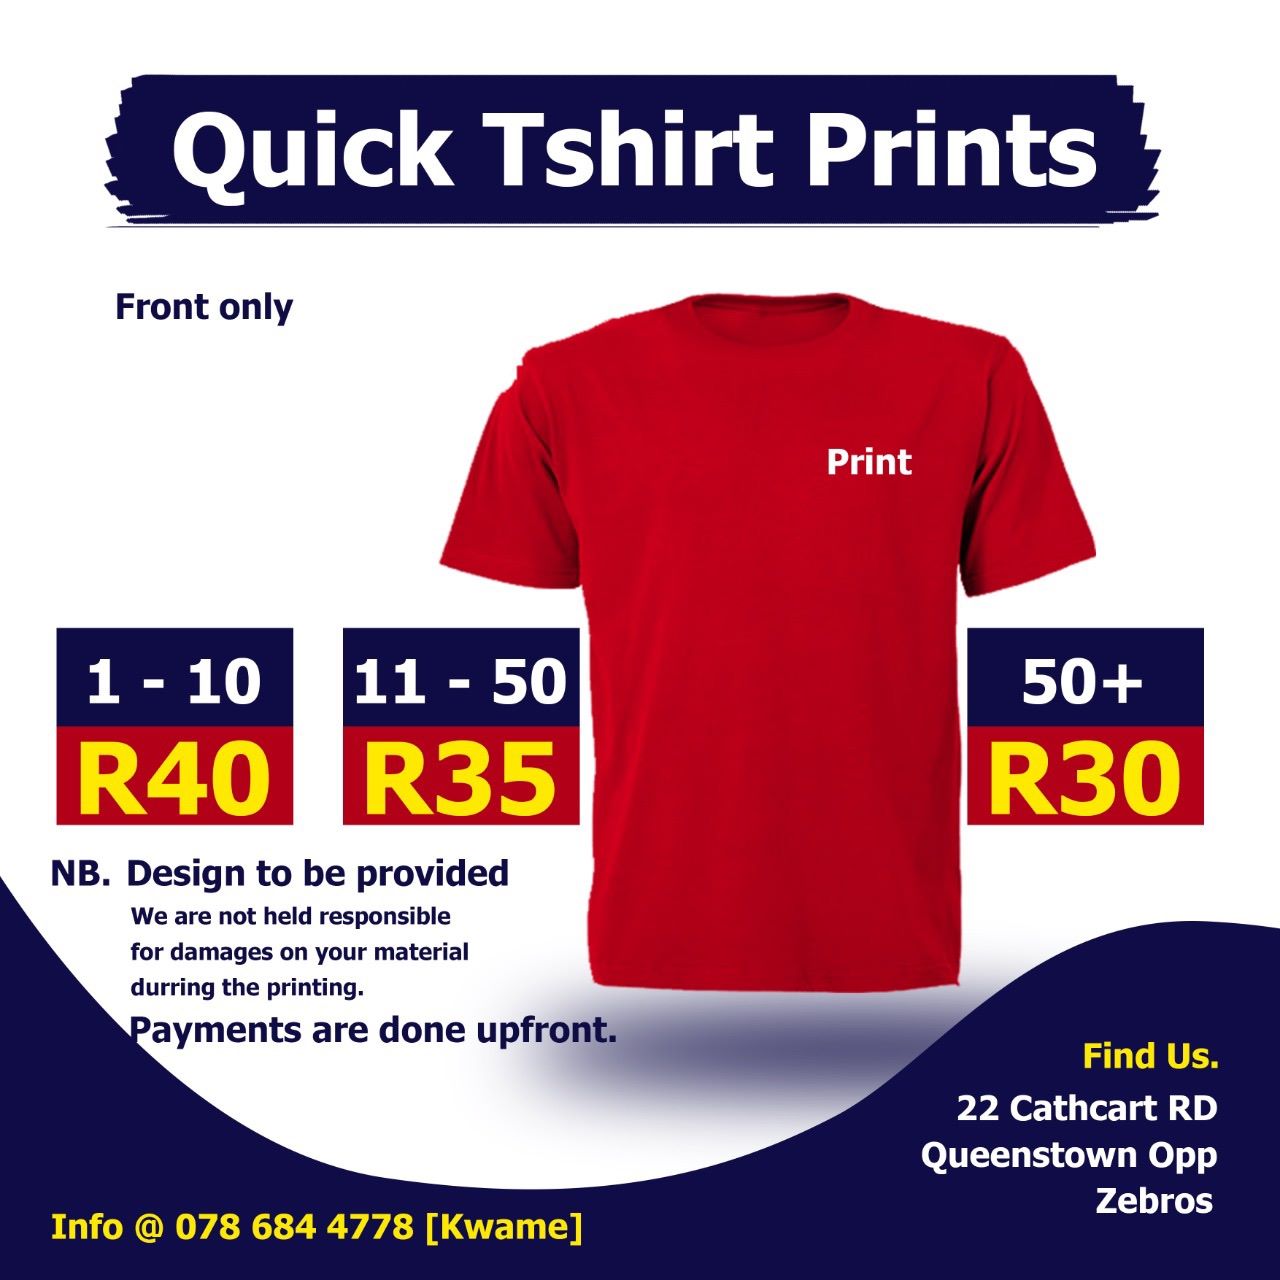 Quick Tshirt Prints
Front only
Print
1 - 10
R40
11 - 50
R35
50+
R30
NB. Design to be provided
We are not held responsible
for damages on your material
durring the printing.
Payments are done upfront.
Find Us.
22 Cathcart RD
Queenstown Opp
Zebros
Info @ 078 684 4778 [Kwame]